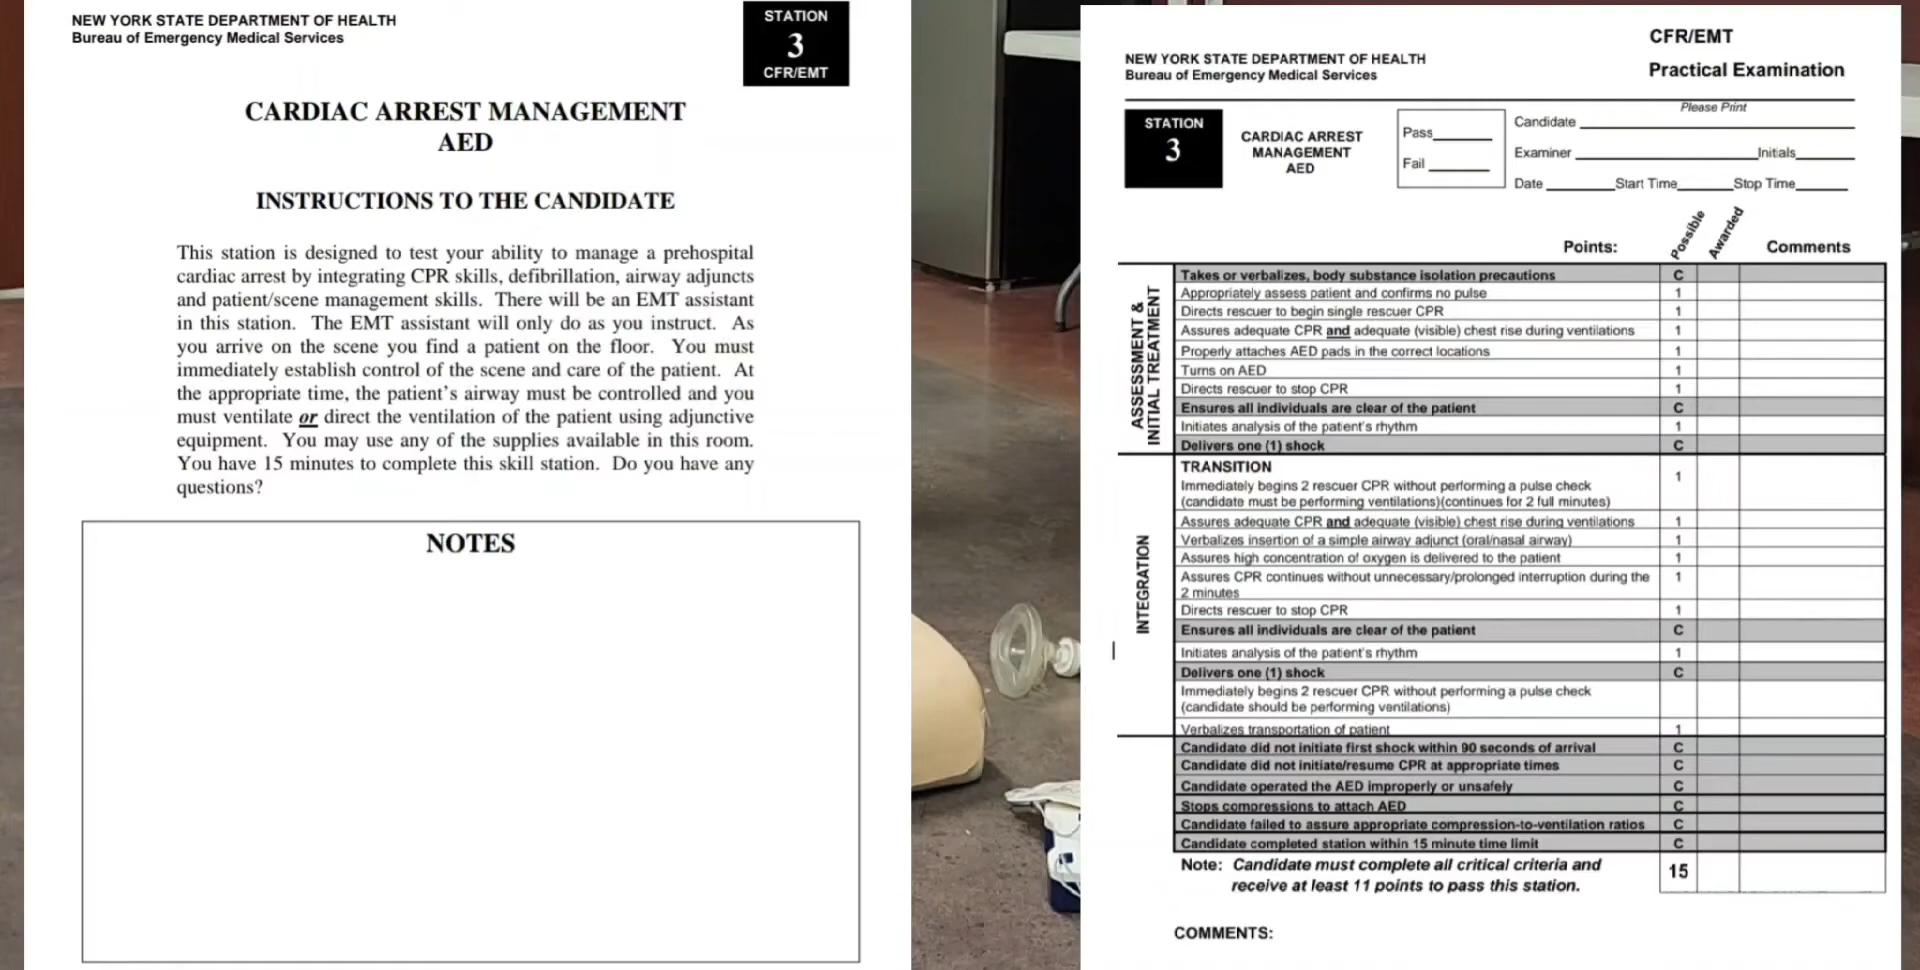 NEW YORK STATE DEPARTMENT OF HEALTH
Bureau of Emergency Medical Services
STATION
3
CFR/EMT
CARDIAC ARREST MANAGEMENT
AED
INSTRUCTIONS TO THE CANDIDATE
This station is designed to test your ability to manage a prehospital
cardiac arrest by integrating CPR skills, defibrillation, airway adjuncts
and patient/scene management skills. There will be an EMT assistant
in this station. The EMT assistant will only do as you instruct. As
you arrive on the scene you find a patient on the floor. You must
immediately establish control of the scene and care of the patient. At
the appropriate time, the patient's airway must be controlled and you
must ventilate or direct the ventilation of the patient using adjunctive
equipment. You may use any of the supplies available in this room.
You have 15 minutes to complete this skill station. Do you have any
questions?
NOTES
CFR/EMT
NEW YORK STATE DEPARTMENT OF HEALTH
Bureau of Emergency Medical Services
Practical Examination
Please Print
STATION
3
CARDIAC ARREST
MANAGEMENT
AED
Pass
Fail
Candidate
Examiner Initials
Date Start Time Stop Time
Points: Possible Awarded Comments
ASSESSMENT &
INITIAL TREATMENT
Takes or verbalizes, body substance isolation precautions C
Appropriately assess patient and confirms no pulse 1
Directs rescuer to begin single rescuer CPR 1
Assures adequate CPR and adequate (visible) chest rise during ventilations 1
Properly attaches AED pads in the correct locations 1
Turns on AED 1
Directs rescuer to stop CPR 1
Ensures all individuals are clear of the patient C
Initiates analysis of the patient's rhythm 1
Delivers one (1) shock C
INTEGRATION
TRANSITION
Immediately begins 2 rescuer CPR without performing a pulse check 1
(candidate must be performing ventilations)(continues for 2 full minutes)
Assures adequate CPR and adequate (visible) chest rise during ventilations 1
Verbalizes insertion of a simple airway adjunct (oral/nasal airway) 1
Assures high concentration of oxygen is delivered to the patient 1
Assures CPR continues without unnecessary/prolonged interruption during the 1
2 minutes
Directs rescuer to stop CPR 1
Ensures all individuals are clear of the patient C
Initiates analysis of the patient's rhythm 1
Delivers one (1) shock C
Immediately begins 2 rescuer CPR without performing a pulse check
(candidate should be performing ventilations)
Verbalizes transportation of patient 1
Candidate did not initiate first shock within 90 seconds of arrival C
Candidate did not initiate/resume CPR at appropriate times C
Candidate operated the AED improperly or unsafely C
Stops compressions to attach AED C
Candidate failed to assure appropriate compression-to-ventilation ratios C
Candidate completed station within 15 minute time limit C
Note: Candidate must complete all critical criteria and 15
receive at least 11 points to pass this station.
COMMENTS: